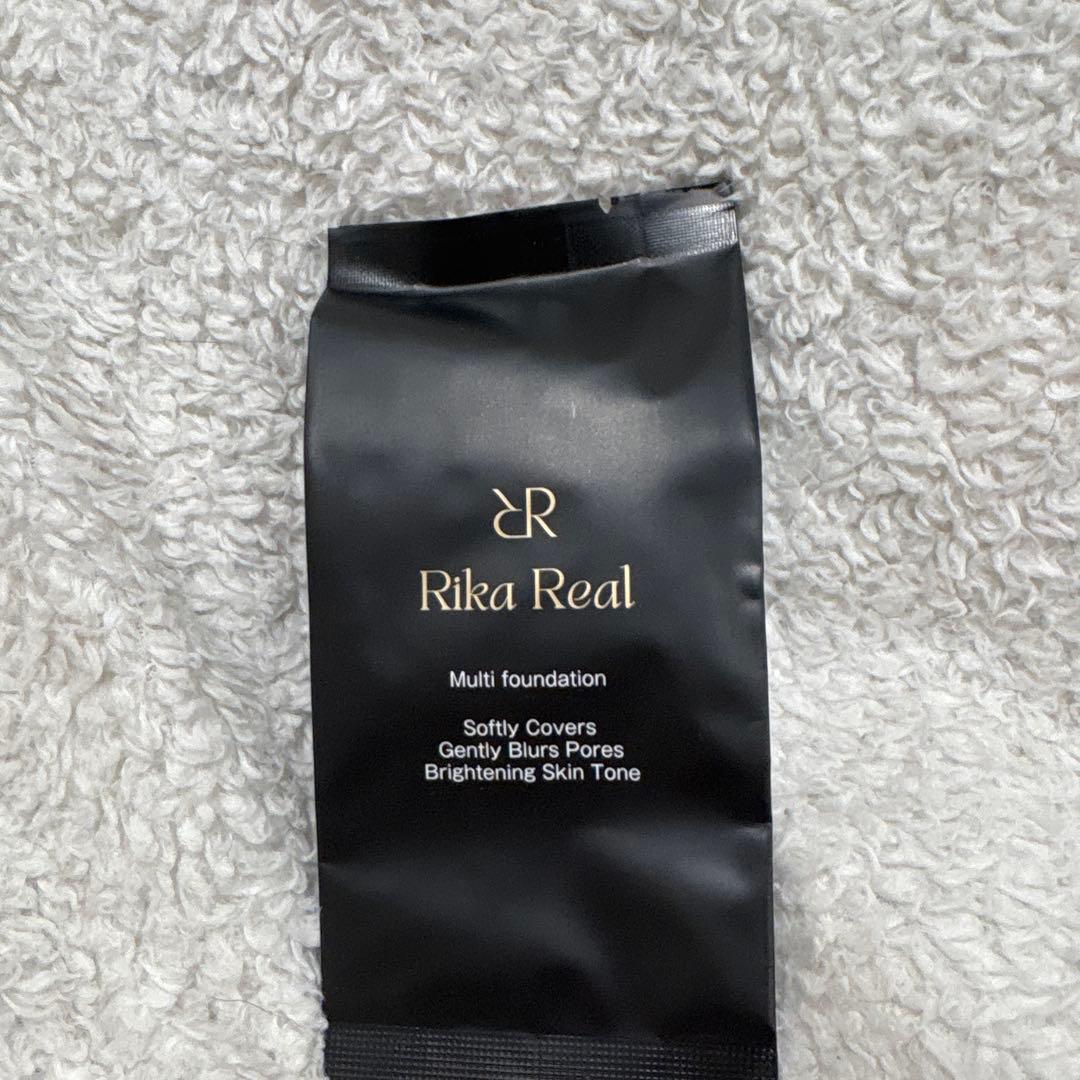 RR
Rika Real
Multi foundation
Softly Covers
Gently Blurs Pores
Brightening Skin Tone